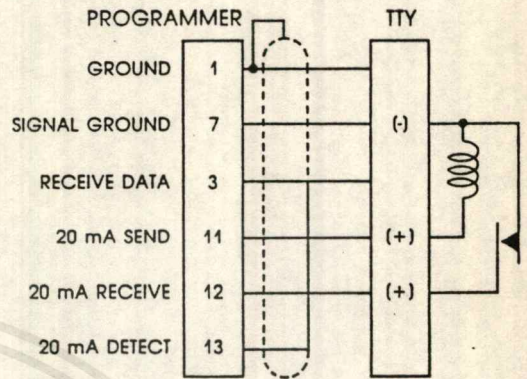 PROGRAMMER TTY
GROUND 1
SIGNAL GROUND 7 (-)
RECEIVE DATA 3
20 mA SEND 11 (+)
20 mA RECEIVE 12 (+)
20 mA DETECT 13